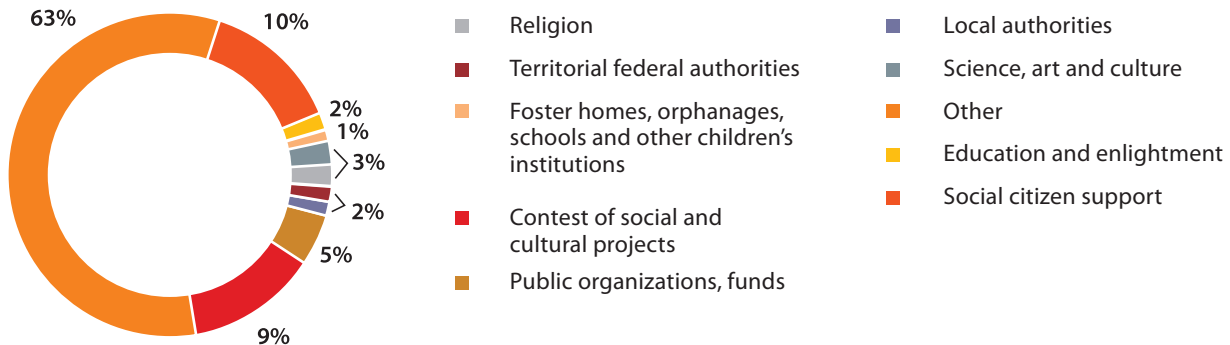 63%
10%
2%
1%
3%
2%
5%
9%
Religion
Territorial federal authorities
Foster homes, orphanages,
schools and other children's
institutions
Contest of social and
cultural projects
Public organizations, funds
Local authorities
Science, art and culture
Other
Education and enlightment
Social citizen support